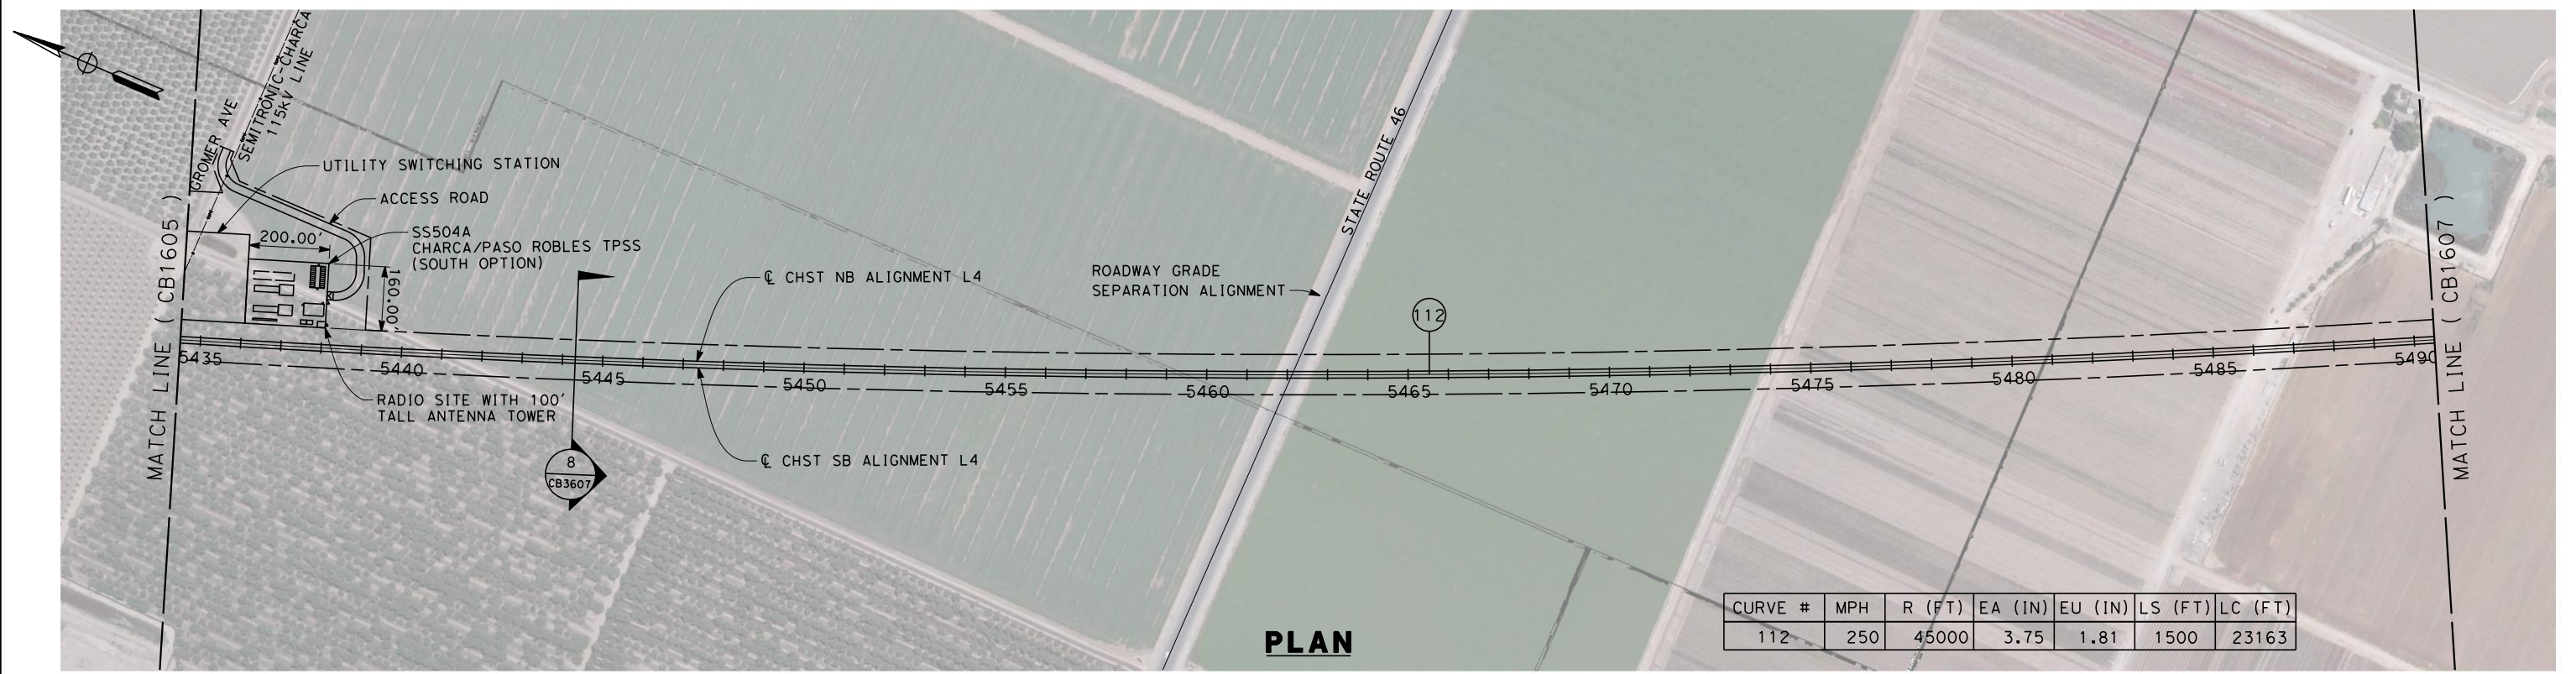 GROMER AVE
SEMITRONIC-CHARCA
115kV LINE
UTILITY SWITCHING STATION
ACCESS ROAD
SS504A
CHARCA/PASO ROBLES TPSS
(SOUTH OPTION)
200.00'
160.00'
MATCH LINE ( CB1605 )
℄ CHST NB ALIGNMENT L4
ROADWAY GRADE
SEPARATION ALIGNMENT
STATE ROUTE 46
112
MATCH LINE ( CB1607 )
5435
5440
5445
5450
5455
5460
5465
5470
5475
5480
5485
5490
RADIO SITE WITH 100'
TALL ANTENNA TOWER
℄ CHST SB ALIGNMENT L4
8
CB3607
PLAN
CURVE # MPH R (FT) EA (IN) EU (IN) LS (FT) LC (FT)
112 250 45000 3.75 1.81 1500 23163